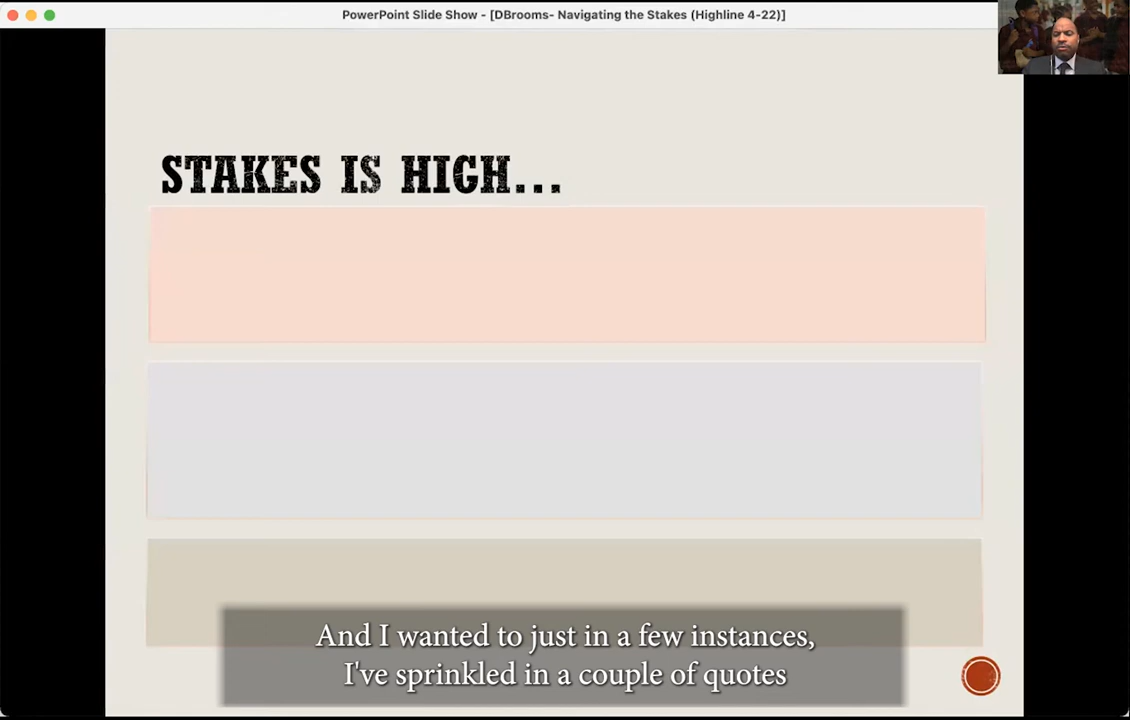 PowerPoint Slide Show - [DBrooms- Navigating the Stakes (Highline 4-22)]
STAKES IS HIGH...
And I wanted to just in a few instances,
I've sprinkled in a couple of quotes